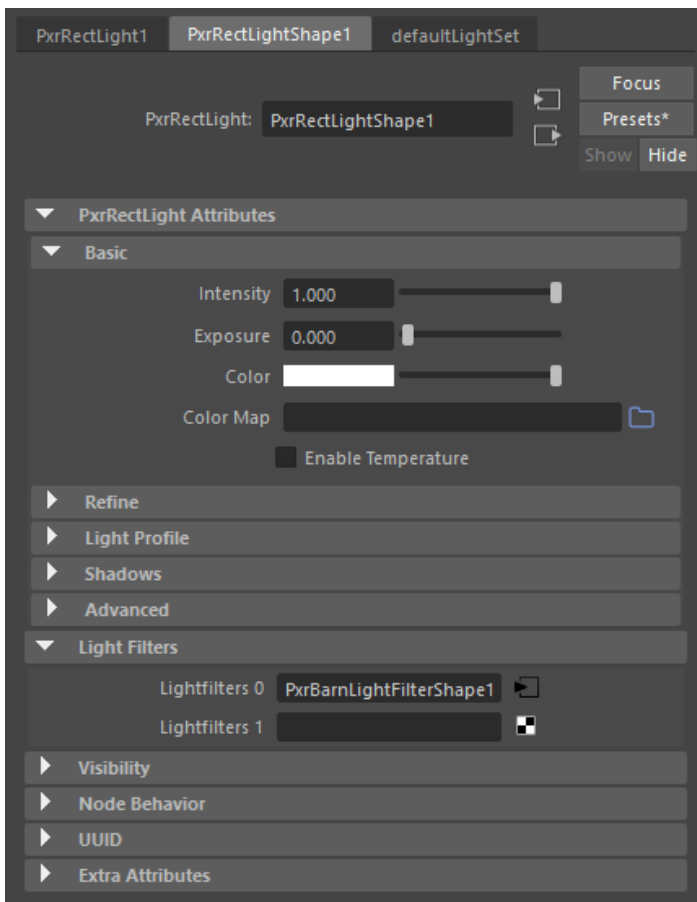 PxrRectLight1 PxrRectLightShape1 defaultLightSet
Focus
PxrRectLight: PxrRectLightShape1 Presets*
Show Hide
PxrRectLight Attributes
Basic
Intensity 1.000
Exposure 0.000
Color
Color Map
Enable Temperature
Refine
Light Profile
Shadows
Advanced
Light Filters
Lightfilters 0 PxrBarnLightFilterShape1
Lightfilters 1
Visibility
Node Behavior
UUID
Extra Attributes